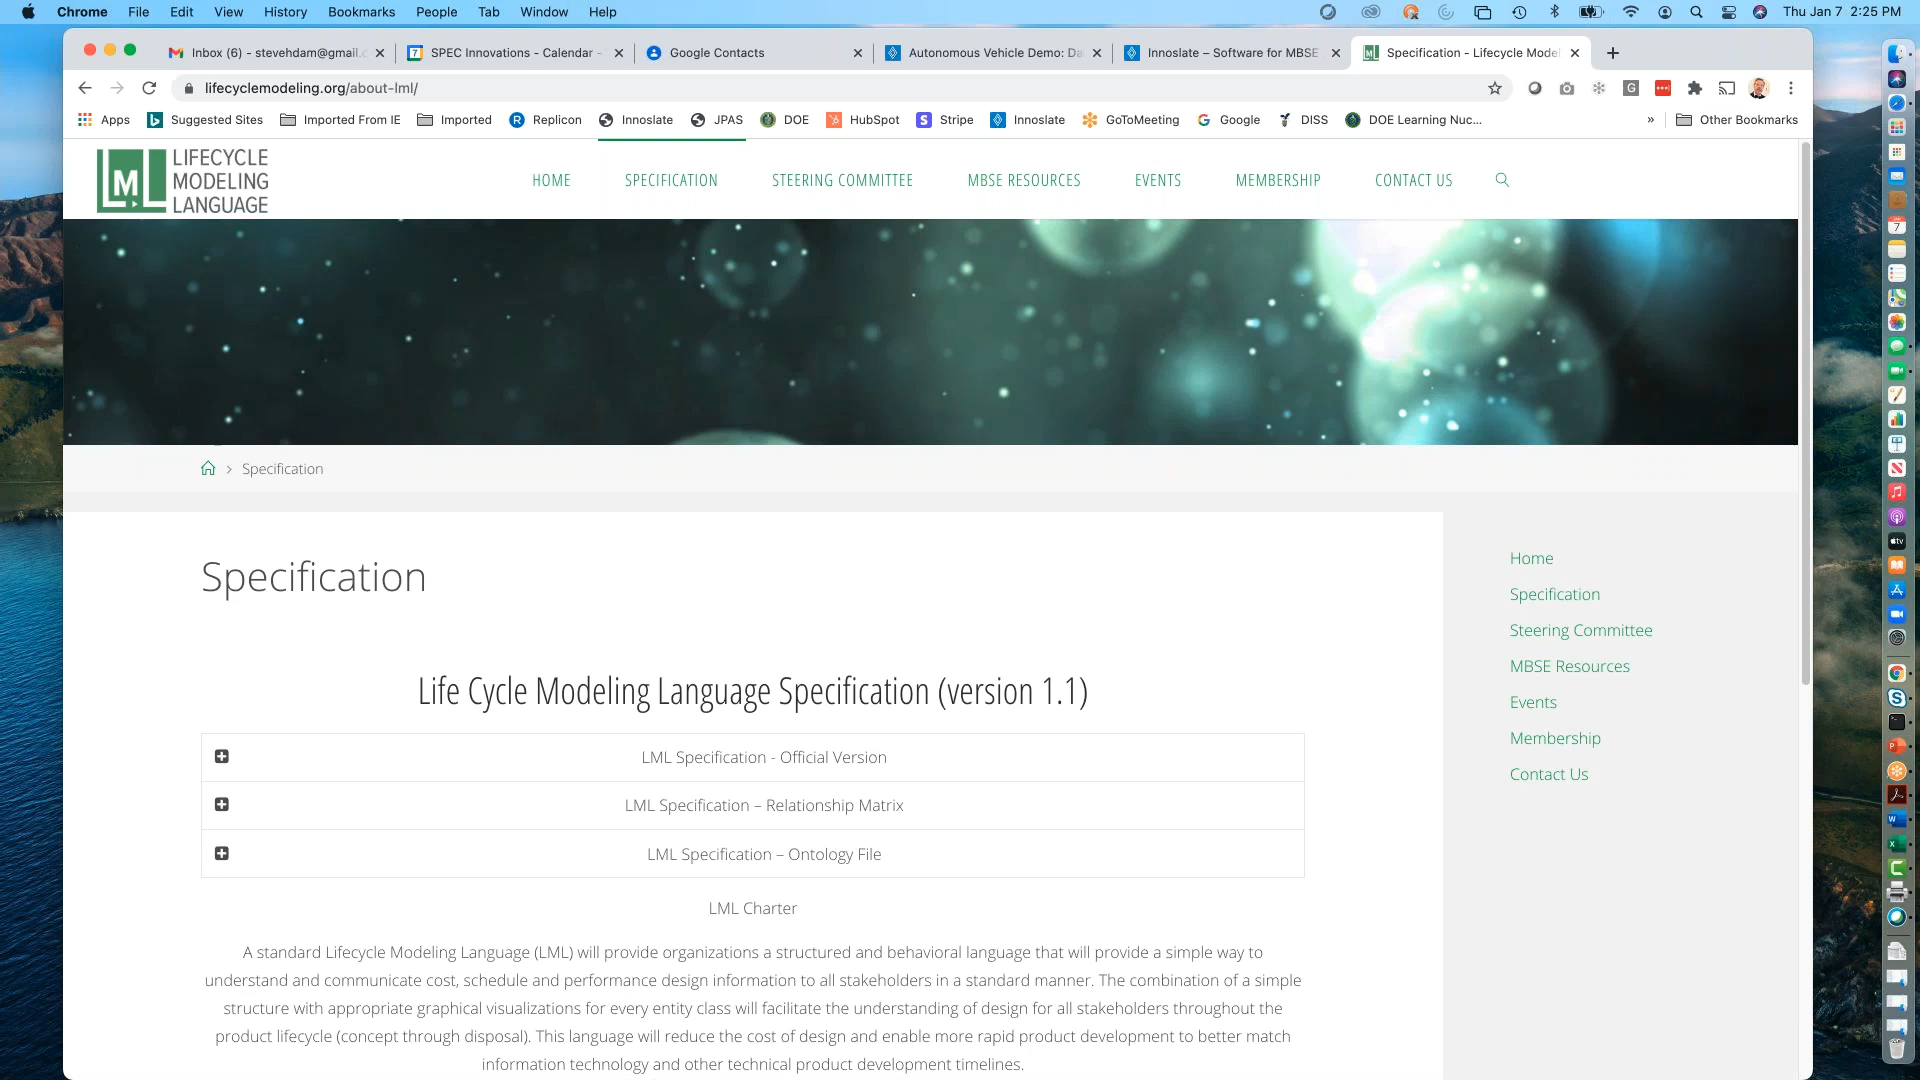 Chrome File Edit View History Bookmarks People Tab Window Help Thu Jan 7 2:25 PM
Inbox (6) - stevehdam@gmail.c SPEC Innovations - Calendar - Google Contacts Autonomous Vehicle Demo: Da Innoslate – Software for MBSE Specification - Lifecycle Model
lifecyclemodeling.org/about-lml/
Apps Suggested Sites Imported From IE Imported Replicon Innoslate JPAS DOE HubSpot Stripe Innoslate GoToMeeting Google DISS DOE Learning Nuc... » Other Bookmarks
LML
LIFECYCLE
MODELING
LANGUAGE
HOME SPECIFICATION STEERING COMMITTEE MBSE RESOURCES EVENTS MEMBERSHIP CONTACT US
> Specification
Specification
Life Cycle Modeling Language Specification (version 1.1)
LML Specification - Official Version
LML Specification – Relationship Matrix
LML Specification – Ontology File
LML Charter
A standard Lifecycle Modeling Language (LML) will provide organizations a structured and behavioral language that will provide a simple way to
understand and communicate cost, schedule and performance design information to all stakeholders in a standard manner. The combination of a simple
structure with appropriate graphical visualizations for every entity class will facilitate the understanding of design for all stakeholders throughout the
product lifecycle (concept through disposal). This language will reduce the cost of design and enable more rapid product development to better match
information technology and other technical product development timelines.
Home
Specification
Steering Committee
MBSE Resources
Events
Membership
Contact Us